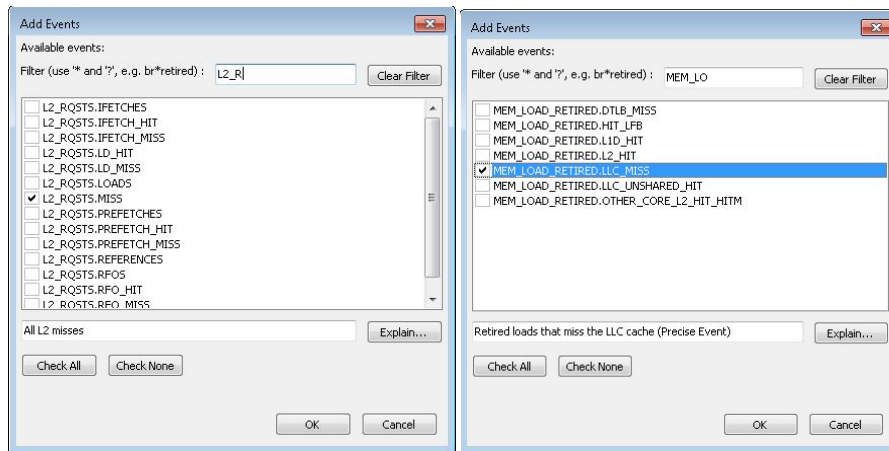 Add Events
Available events:
Filter (use '* and '?', e.g. br*retired) :
L2_R
Clear Filter
L2_RQSTS.IFETCHES
L2_RQSTS.IFETCH_HIT
L2_RQSTS.IFETCH_MISS
L2_RQSTS.LD_HIT
L2_RQSTS.LD_MISS
L2_RQSTS.LOADS
L2_RQSTS.MISS
L2_RQSTS.PREFETCHES
L2_RQSTS.PREFETCH_HIT
L2_RQSTS.PREFETCH_MISS
L2_RQSTS.REFERENCES
L2_RQSTS.RFOS
L2_RQSTS.RFO_HIT
L2_RQSTS.RFO_MISS
All L2 misses
Explain...
Check All
Check None
OK
Cancel
Add Events
Available events:
Filter (use '* and '?', e.g. br*retired) :
MEM_LO
Clear Filter
MEM_LOAD_RETIRED.DTLB_MISS
MEM_LOAD_RETIRED.HIT_LFB
MEM_LOAD_RETIRED.L1D_HIT
MEM_LOAD_RETIRED.L2_HIT
MEM_LOAD_RETIRED.LLC_MISS
MEM_LOAD_RETIRED.LLC_UNSHARED_HIT
MEM_LOAD_RETIRED.OTHER_CORE_L2_HIT_HITM
Retired loads that miss the LLC cache (Precise Event)
Explain...
Check All
Check None
OK
Cancel